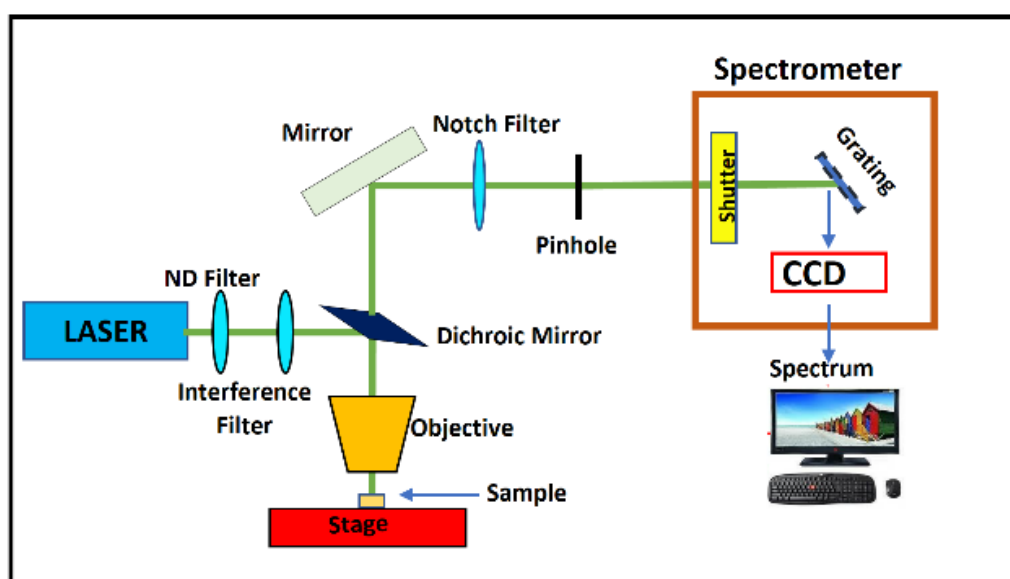 Spectrometer
Mirror
Notch Filter
Shutter
Grating
Pinhole
CCD
ND Filter
LASER
Dichroic Mirror
Interference
Filter
Spectrum
Objective
Sample
Stage